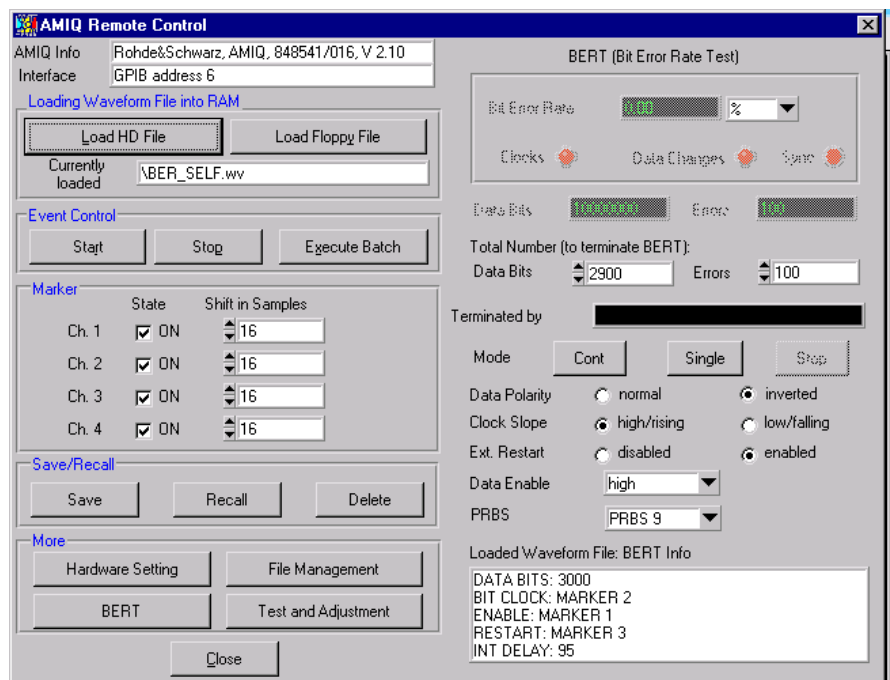 AMIQ Remote Control
AMIQ Info Rohde&Schwarz, AMIQ, 848541/016, V 2.10
Interface GPIB address 6
Loading Waveform File into RAM
Load HD File Load Floppy File
Currently loaded \BER_SELF.wv
Event Control
Start Stop Execute Batch
Marker
State Shift in Samples
Ch. 1 ON 16
Ch. 2 ON 16
Ch. 3 ON 16
Ch. 4 ON 16
Save/Recall
Save Recall Delete
More
Hardware Setting File Management
BERT Test and Adjustment
Close
BERT (Bit Error Rate Test)
Bit Error Rate 0.00 %
Clocks Data Changes Sync
Data Bits 10000000 Errors 100
Total Number (to terminate BERT):
Data Bits 2900 Errors 100
Terminated by
Mode Cont Single Stop
Data Polarity normal inverted
Clock Slope high/rising low/falling
Ext. Restart disabled enabled
Data Enable high
PRBS PRBS 9
Loaded Waveform File: BERT Info
DATA BITS: 3000
BIT CLOCK: MARKER 2
ENABLE: MARKER 1
RESTART: MARKER 3
INT DELAY: 95